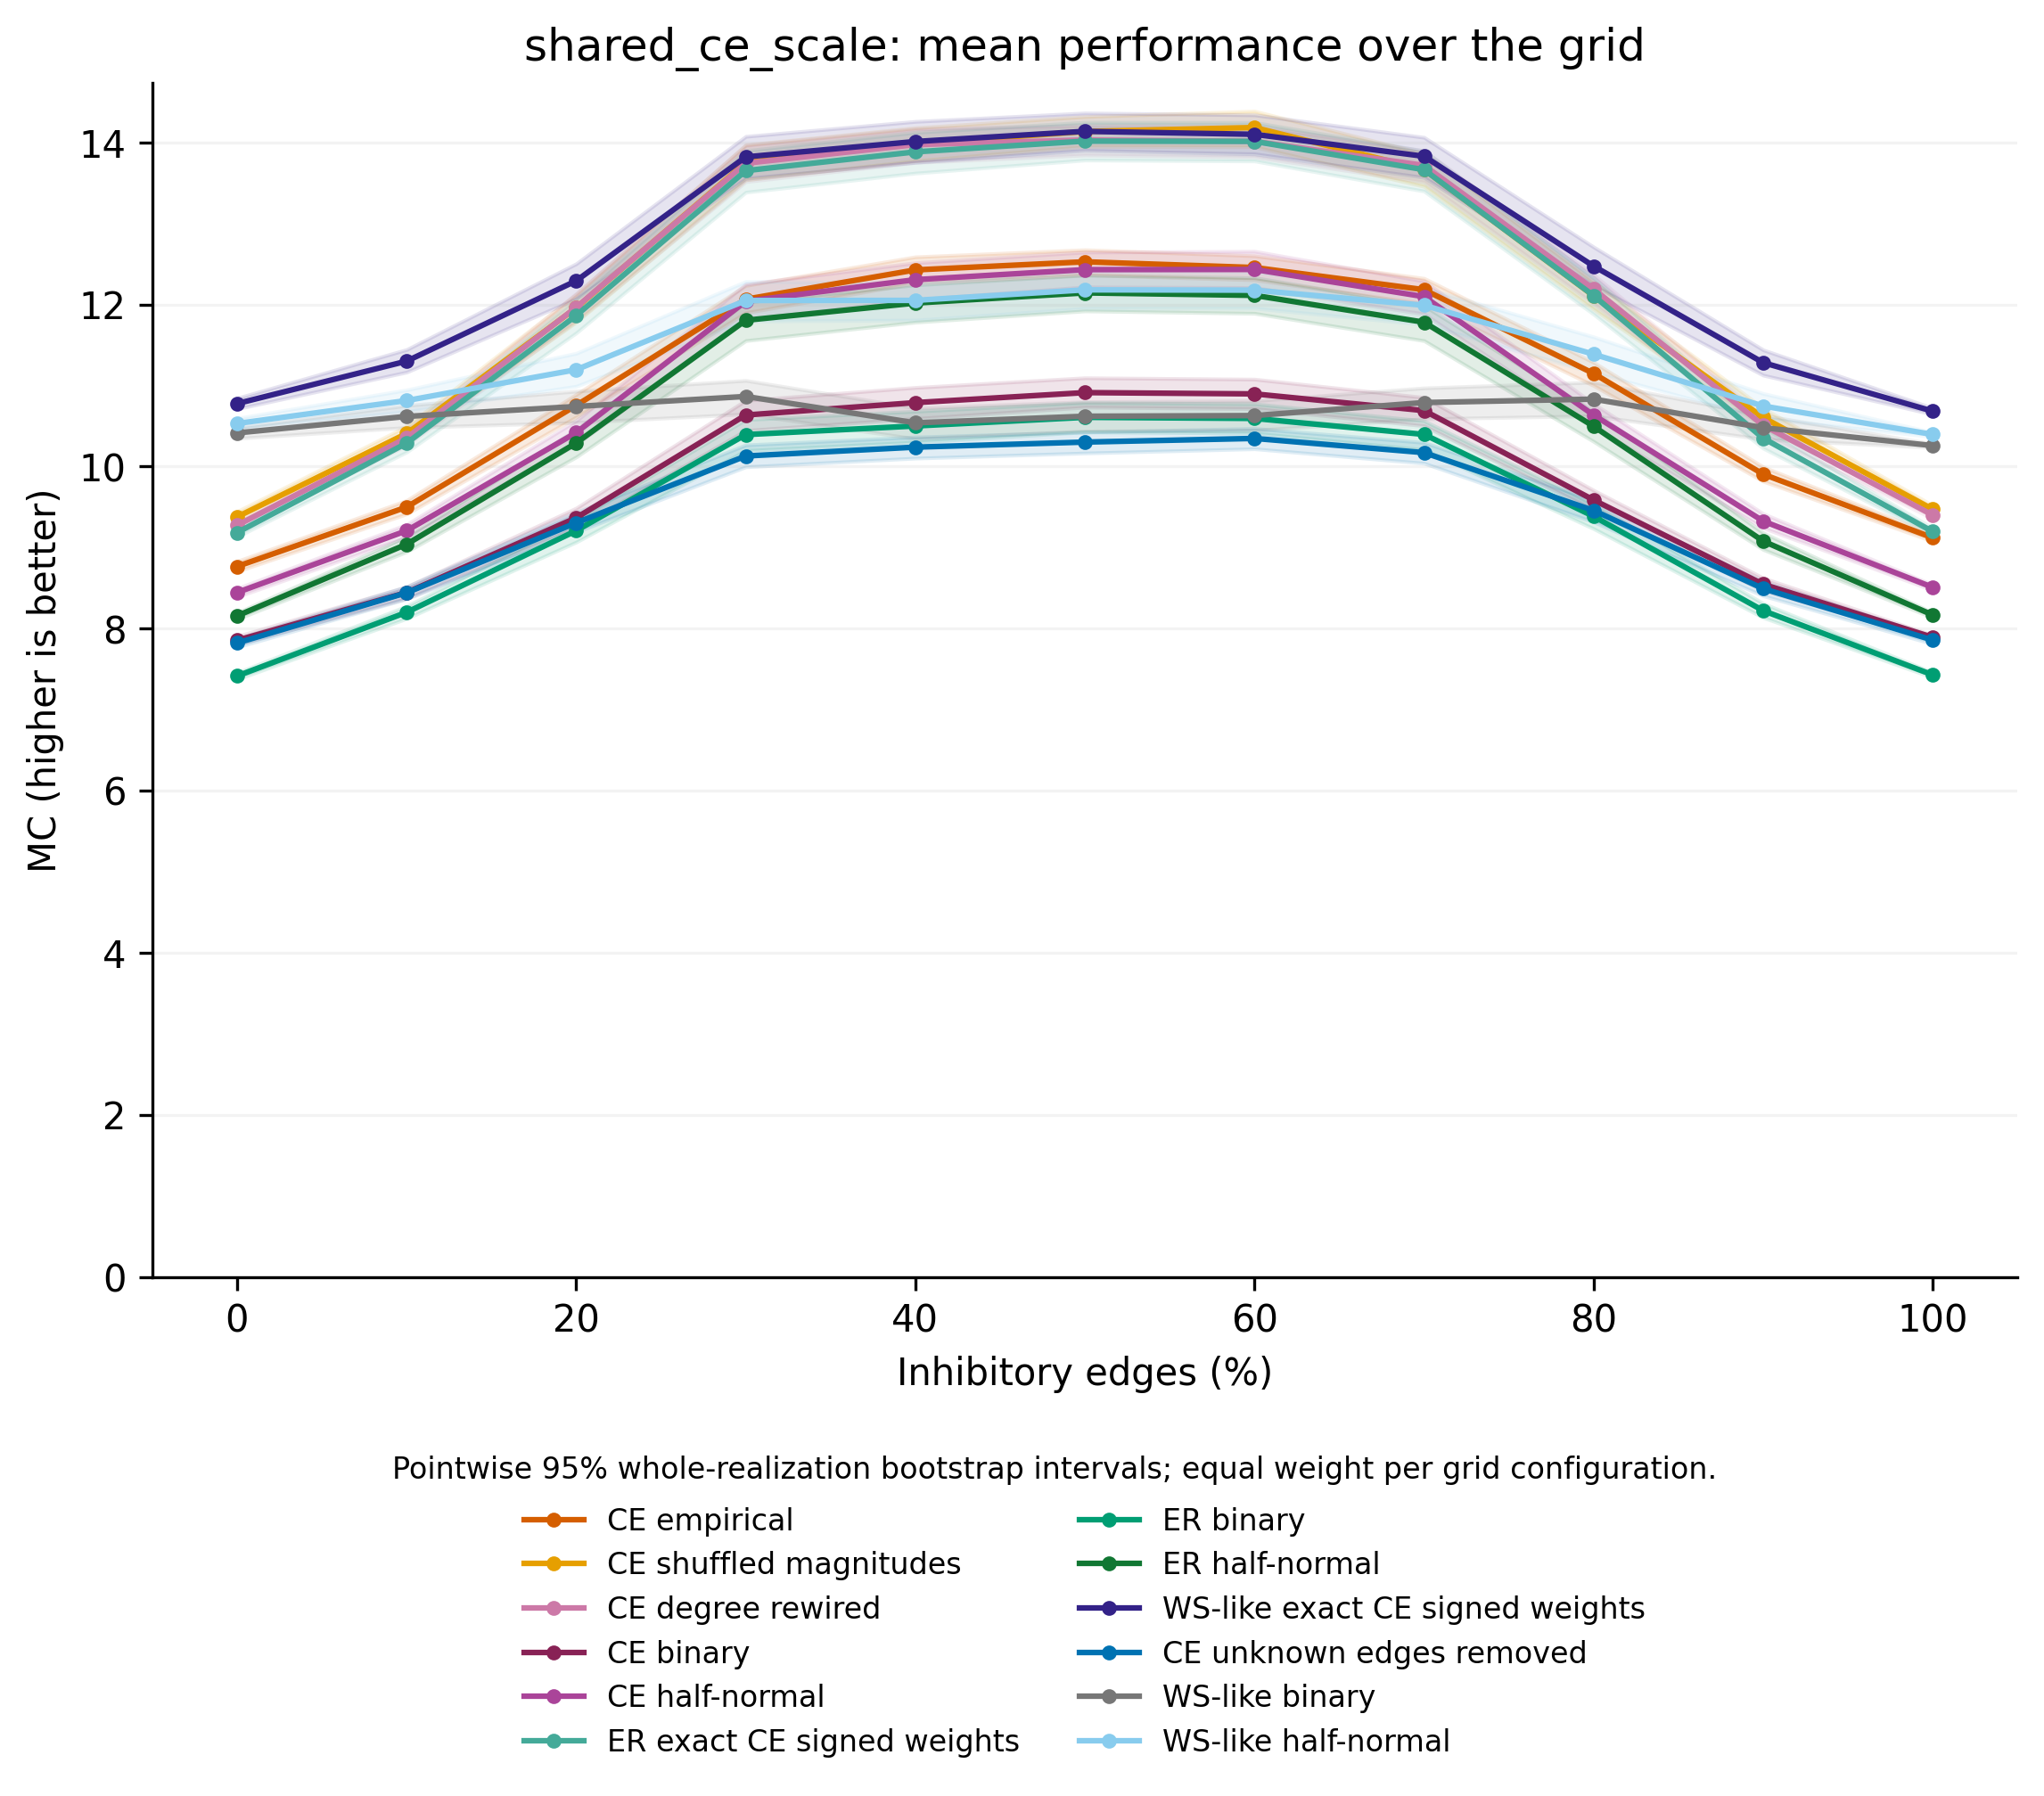 shared_ce_scale: mean performance over the grid
MC (higher is better)
14
12
10
8
6
4
2
0
0 20 40 60 80 100
Inhibitory edges (%)
Pointwise 95% whole-realization bootstrap intervals; equal weight per grid configuration.
CE empirical
CE shuffled magnitudes
CE degree rewired
CE binary
CE half-normal
ER exact CE signed weights
ER binary
ER half-normal
WS-like exact CE signed weights
CE unknown edges removed
WS-like binary
WS-like half-normal